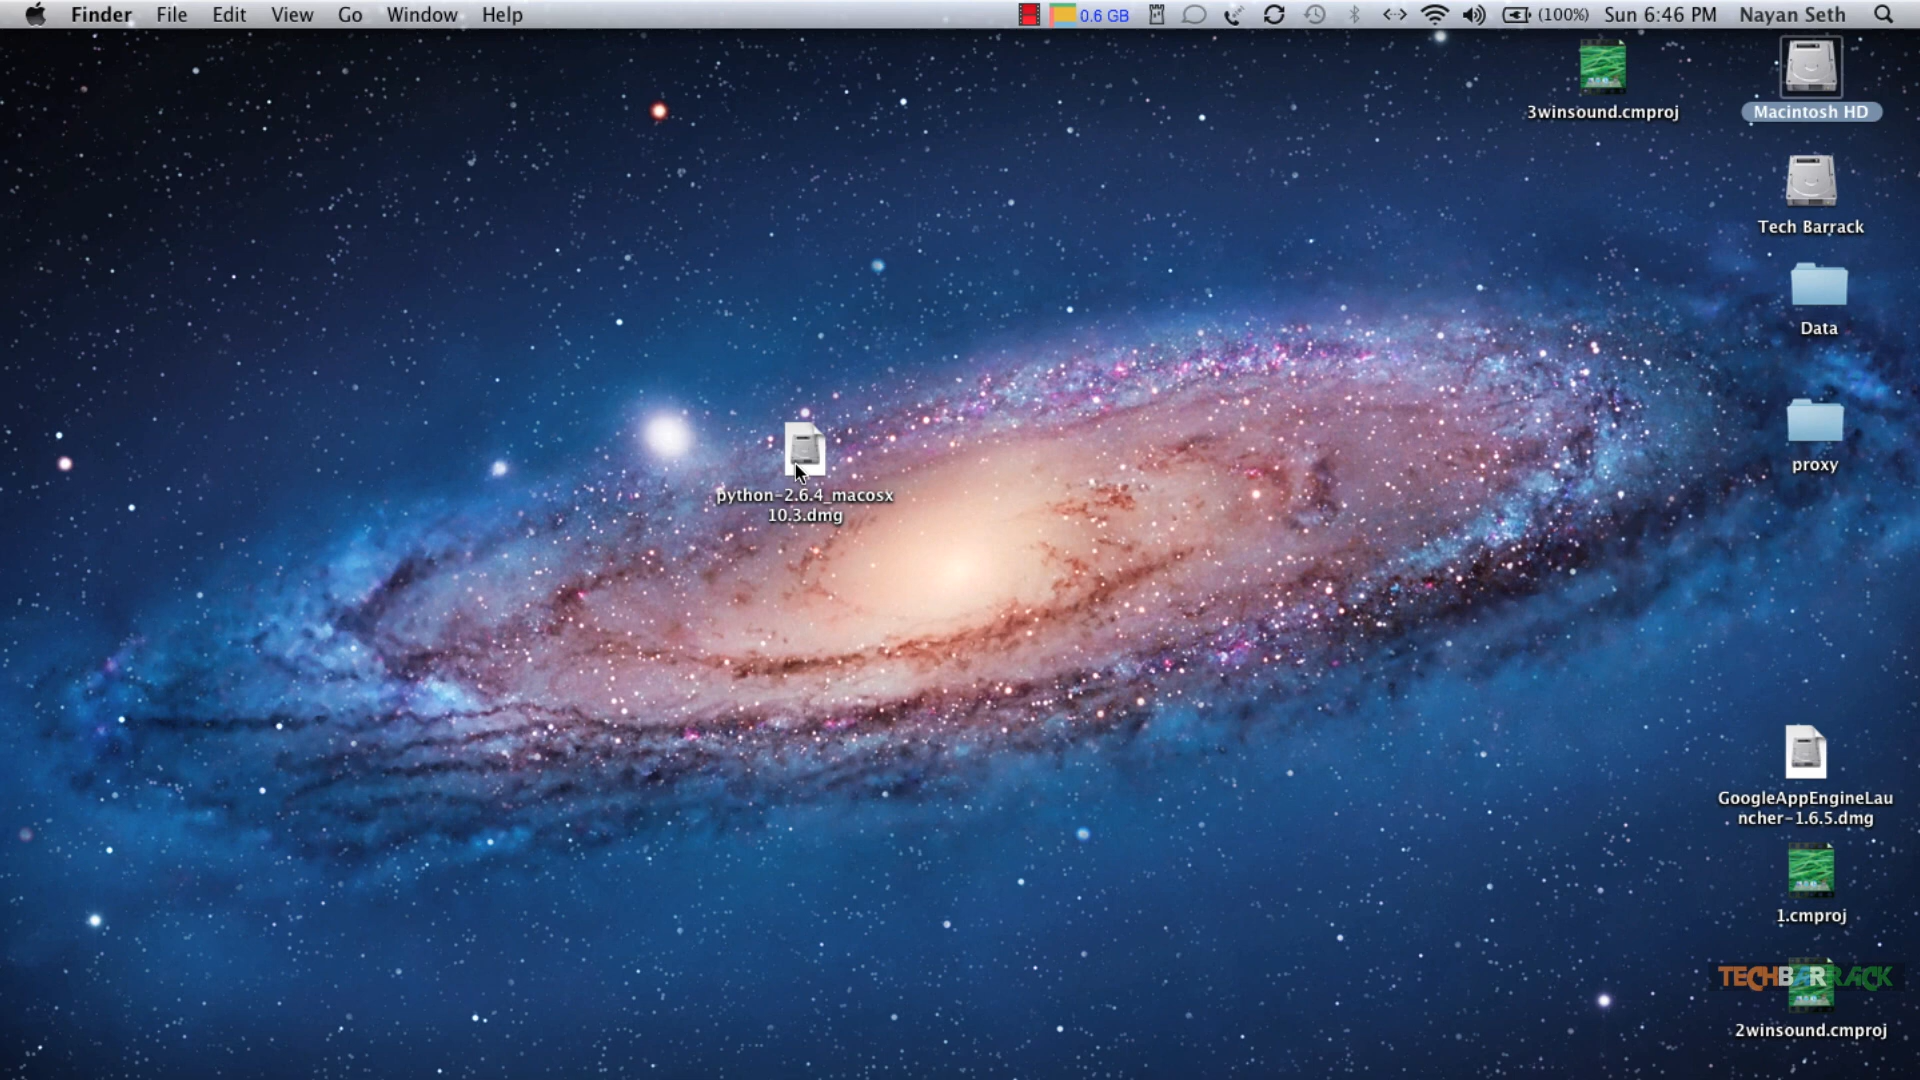 Finder File Edit View Go Window Help 0.6 GB (100%) Sun 6:46 PM Nayan Seth
3winsound.cmproj
Macintosh HD
Tech Barrack
Data
proxy
python-2.6.4_macosx
10.3.dmg
GoogleAppEngineLau
ncher-1.6.5.dmg
1.cmproj
TECHBARRACK
2winsound.cmproj